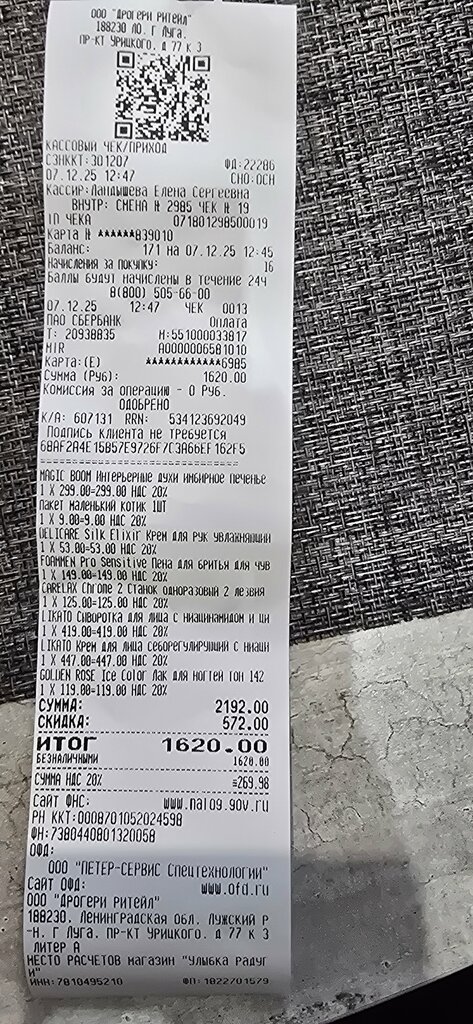 ООО "ДРОГЕРИ РИТЕЙЛ"
188230 ЛО. Г Луга.
ПР-КТ Урицкого. Д 77 К 3
КАССОВЫЙ ЧЕК/ПРИХОД
СЗНККТ:301207 ФД:22286
07.12.25 12:47 СНО:ОСН
Кассир:Ландышева Елена Сергеевна
ВНУТР: СМЕНА № 2985 ЧЕК № 19
ID ЧЕКА 071801298500019
Карта № ******839010
Баланс: 171 на 07.12.25 12:45
Начисления за покупку: 16
Баллы будут начислены в течение 24ч
8(800) 505-66-00
07.12.25 12:47 ЧЕК 0013
ПАО СБЕРБАНК Оплата
Т: 20938835 М:551000033817
MIR A0000006581010
Карта:(E) ************6985
Сумма (Руб): 1620.00
Комиссия за операцию - 0 Руб.
ОДОБРЕНО
К/А: 607131 RRN: 534123692049
Подпись клиента не требуется
6BAF2A4E15B57E9726F7C3A66EF162F5
MAGIC BOOM Интерьерные духи имбирное печенье
1 X 299.00=299.00 НДС 20%
Пакет маленький котик 1ШТ
1 X 9.00=9.00 НДС 20%
DELICARE Silk Elixir Крем для рук увлажняющий
1 X 53.00=53.00 НДС 20%
FOAMMEN Pro Sensitive Пена для бритья для чув
1 X 149.00=149.00 НДС 20%
CARELAX Chrome 2 Станок одноразовый 2 лезвия
1 X 125.00=125.00 НДС 20%
LIKATO Сыворотка для лица с ниацинамидом и ци
1 X 419.00=419.00 НДС 20%
LIKATO Крем для лица себорегулирующий с ниаци
1 X 447.00=447.00 НДС 20%
GOLDEN ROSE Ice Color Лак для ногтей тон 142
1 X 119.00=119.00 НДС 20%
СУММА: 2192.00
СКИДКА: 572.00
ИТОГ 1620.00
БЕЗНАЛИЧНЫМИ 1620.00
СУММА НДС 20% =269.98
Сайт ФНС: www.nalog.gov.ru
РН ККТ:0008701052024598
ФН:7380440801320058
ОФД:
ООО "ПЕТЕР-СЕРВИС Спецтехнологии"
Сайт ОФД: www.ofd.ru
ООО "Дрогери ритейл"
188230. Ленинградская обл. Лужский р
-н. г Луга. пр-кт Урицкого. д 77 к 3
литер А
МЕСТО РАСЧЕТОВ магазин "Улыбка радуг
и"
ИНН:7810495210 ФП:1822701579